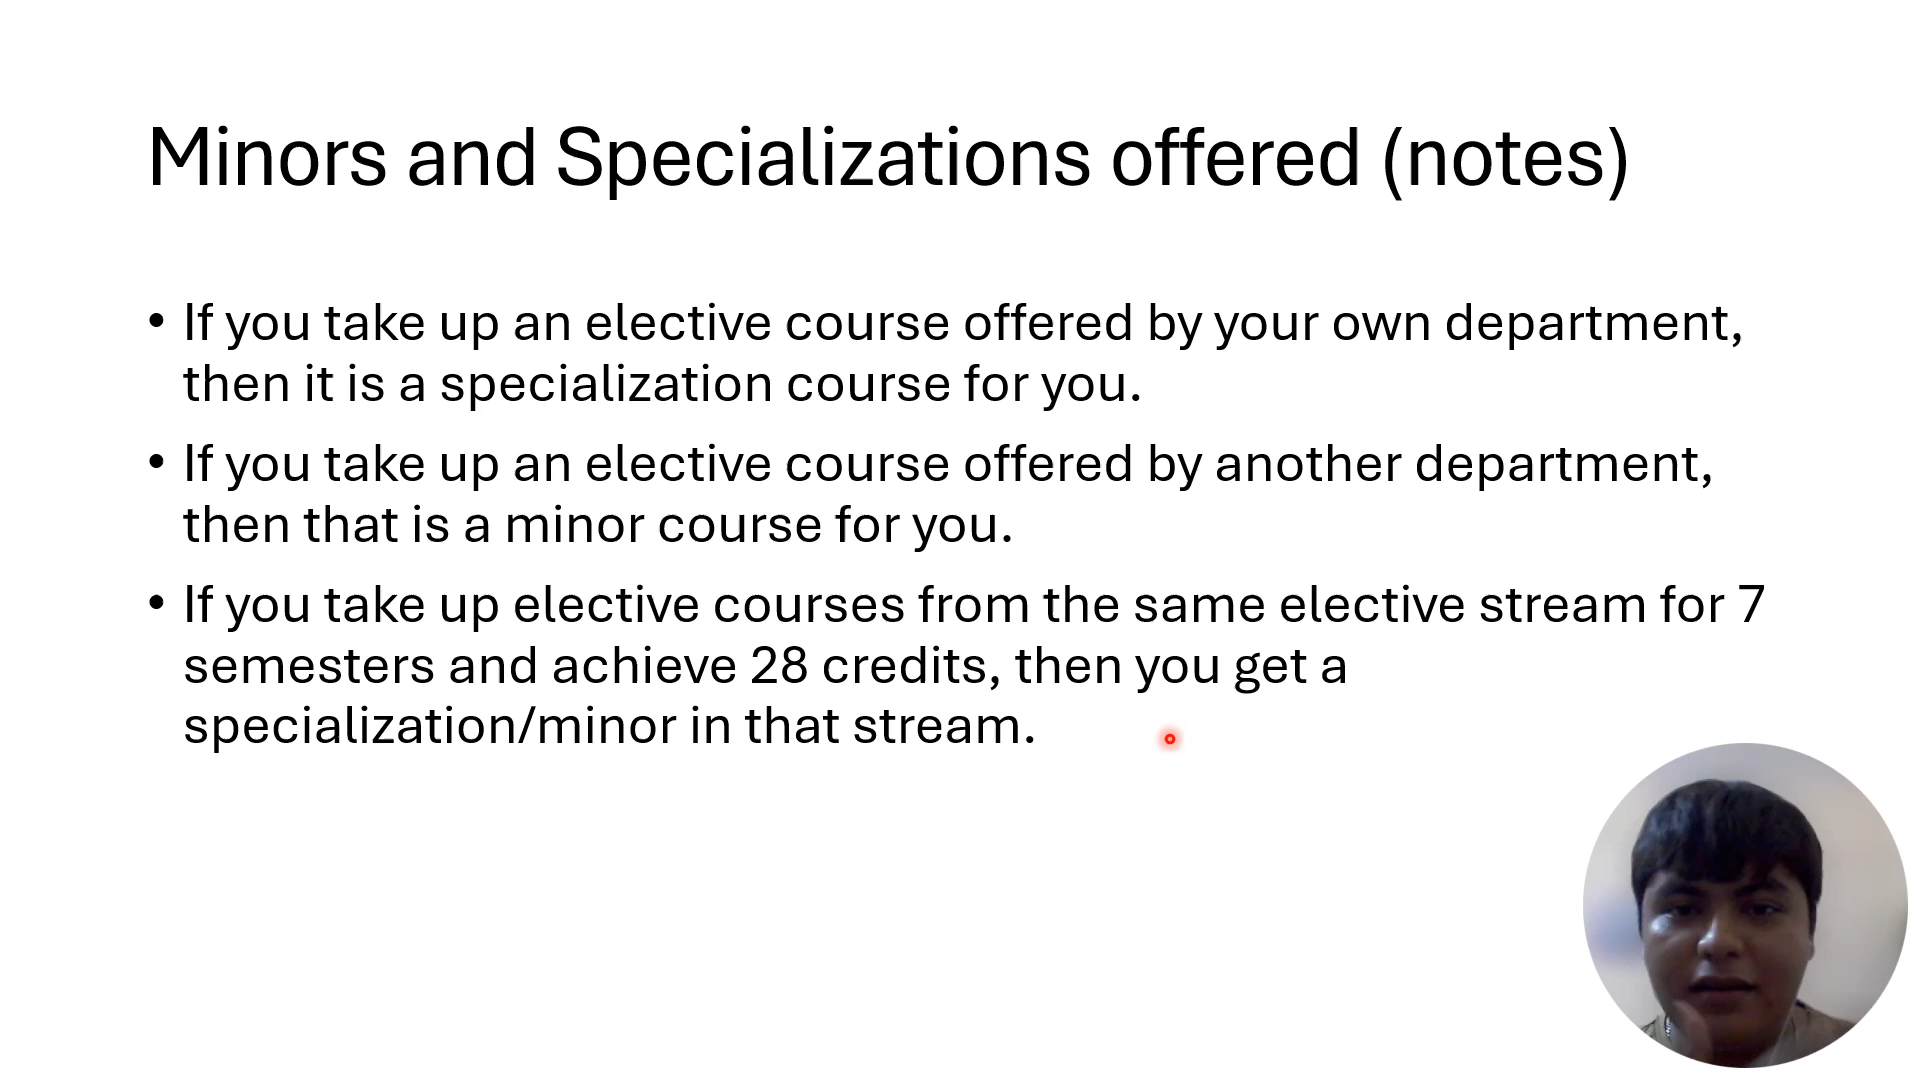 Minors and Specializations offered (notes)
• If you take up an elective course offered by your own department,
then it is a specialization course for you.
• If you take up an elective course offered by another department,
then that is a minor course for you.
• If you take up elective courses from the same elective stream for 7
semesters and achieve 28 credits, then you get a
specialization/minor in that stream.